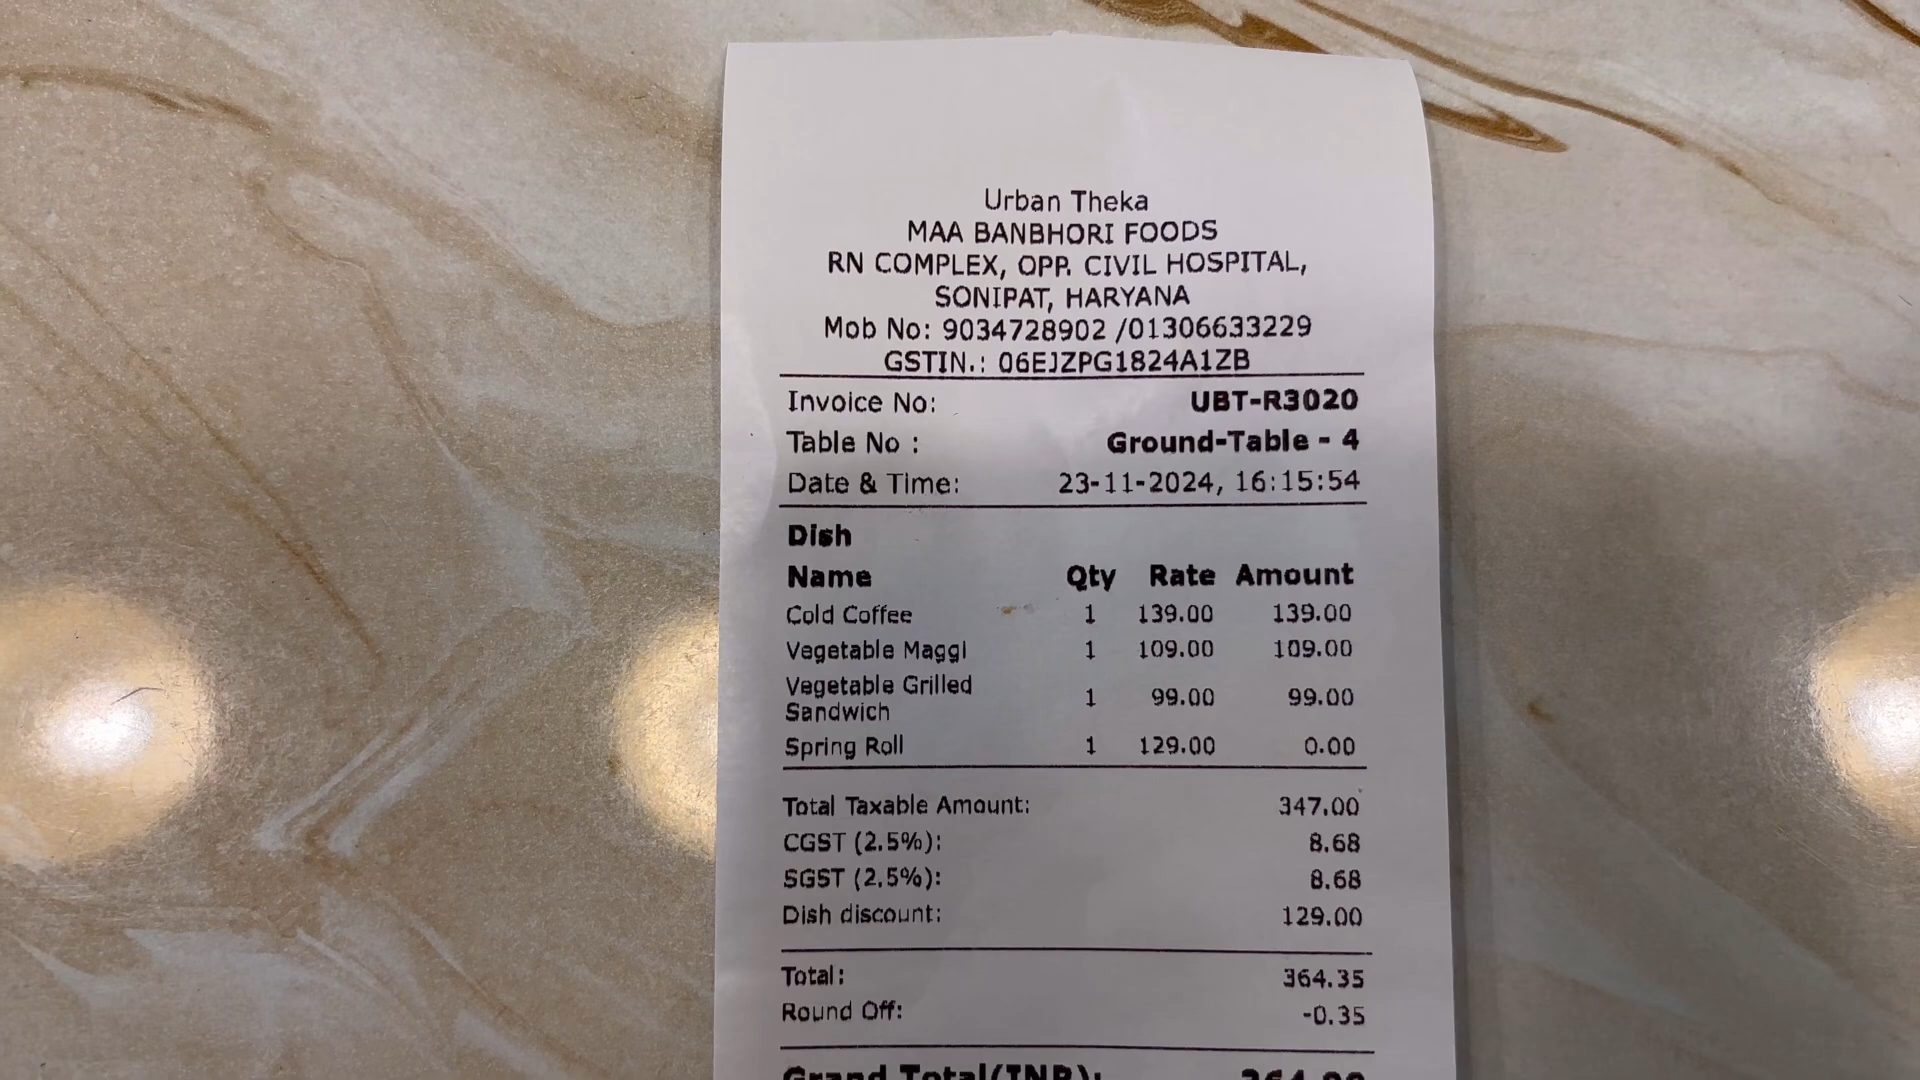 Urban Theka
MAA BANBHORI FOODS
RN COMPLEX, OPP. CIVIL HOSPITAL,
SONIPAT, HARYANA
Mob No: 9034728902 /01306633229
GSTIN.: 06EJZPG1824A1ZB
Invoice No: UBT-R3020
Table No : Ground-Table - 4
Date & Time: 23-11-2024, 16:15:54
Dish
Name Qty Rate Amount
Cold Coffee 1 139.00 139.00
Vegetable Maggi 1 109.00 109.00
Vegetable Grilled
Sandwich 1 99.00 99.00
Spring Roll 1 129.00 0.00
Total Taxable Amount: 347.00
CGST (2.5%): 8.68
SGST (2.5%): 8.68
Dish discount: 129.00
Total: 364.35
Round Off: -0.35
Grand Total(INR): 364.00